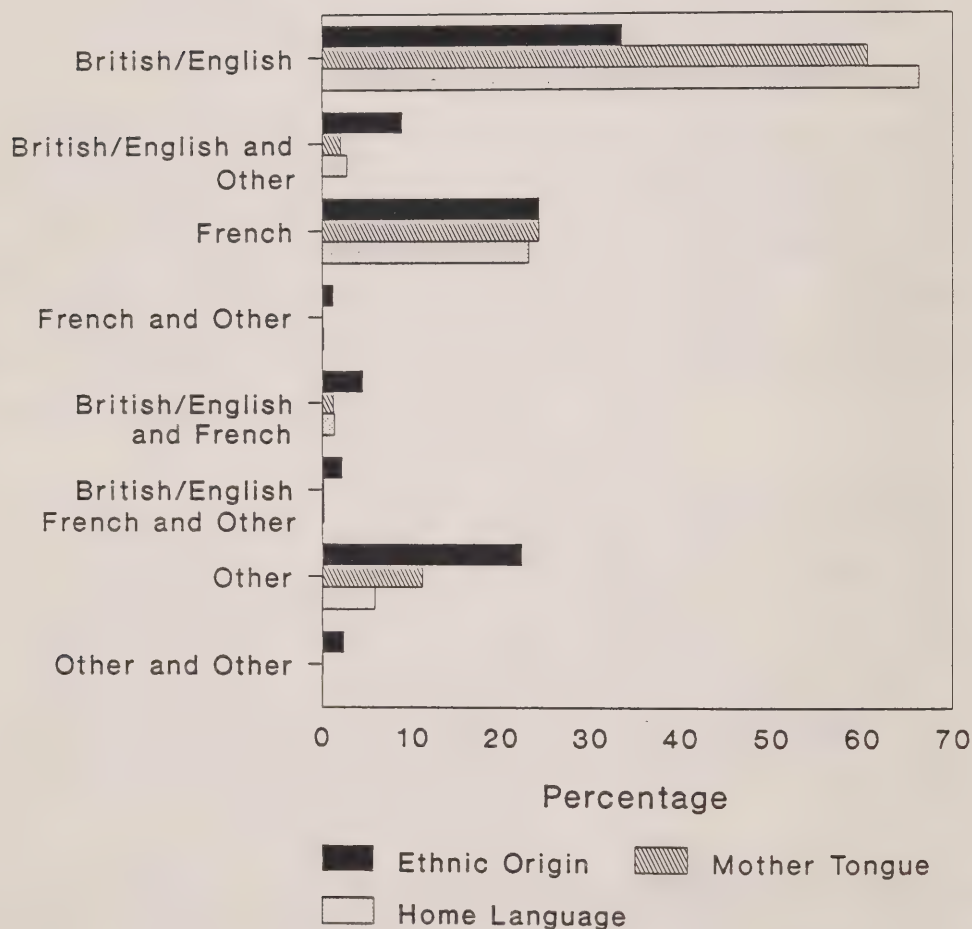 British/English
British/English and
Other
French
French and Other
British/English
and French
British/English
French and Other
Other
Other and Other
0 10 20 30 40 50 60 70
Percentage
Ethnic Origin Mother Tongue
Home Language